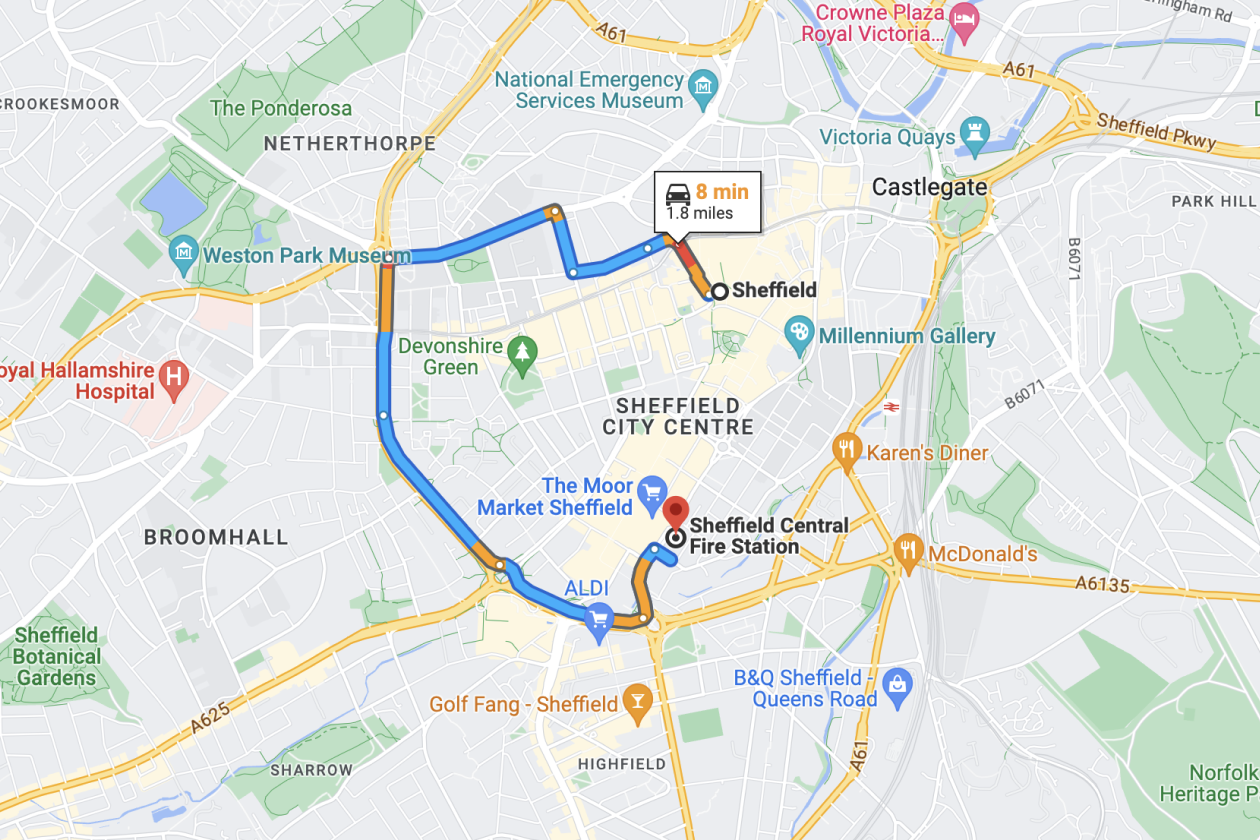 Crowne Plaza
Royal Victoria...
A61
A61
National Emergency
Services Museum
CROOKESMOOR
The Ponderosa
NETHERTHORPE
Victoria Quays
Sheffield Pkwy
Castlegate
PARK HILL
8 min
1.8 miles
Weston Park Museum
B6071
Sheffield
Millennium Gallery
Devonshire
Green
oyal Hallamshire
Hospital
B6071
SHEFFIELD
CITY CENTRE
Karen's Diner
The Moor
Market Sheffield
Sheffield Central
Fire Station
BROOMHALL
McDonald's
A6135
ALDI
Sheffield
Botanical
Gardens
B&Q Sheffield -
Queens Road
A625
Golf Fang - Sheffield
A61
SHARROW
HIGHFIELD
Norfolk
Heritage P